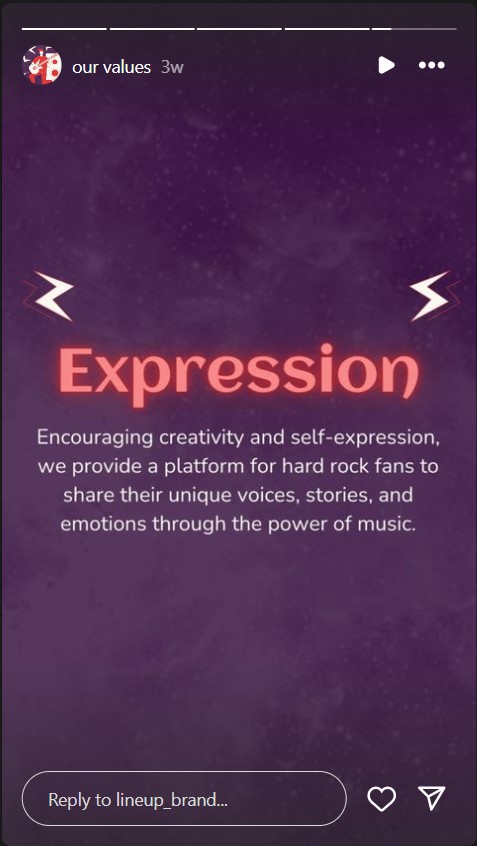 our values 3w
Expression
Encouraging creativity and self-expression,
we provide a platform for hard rock fans to
share their unique voices, stories, and
emotions through the power of music.
Reply to lineup_brand...